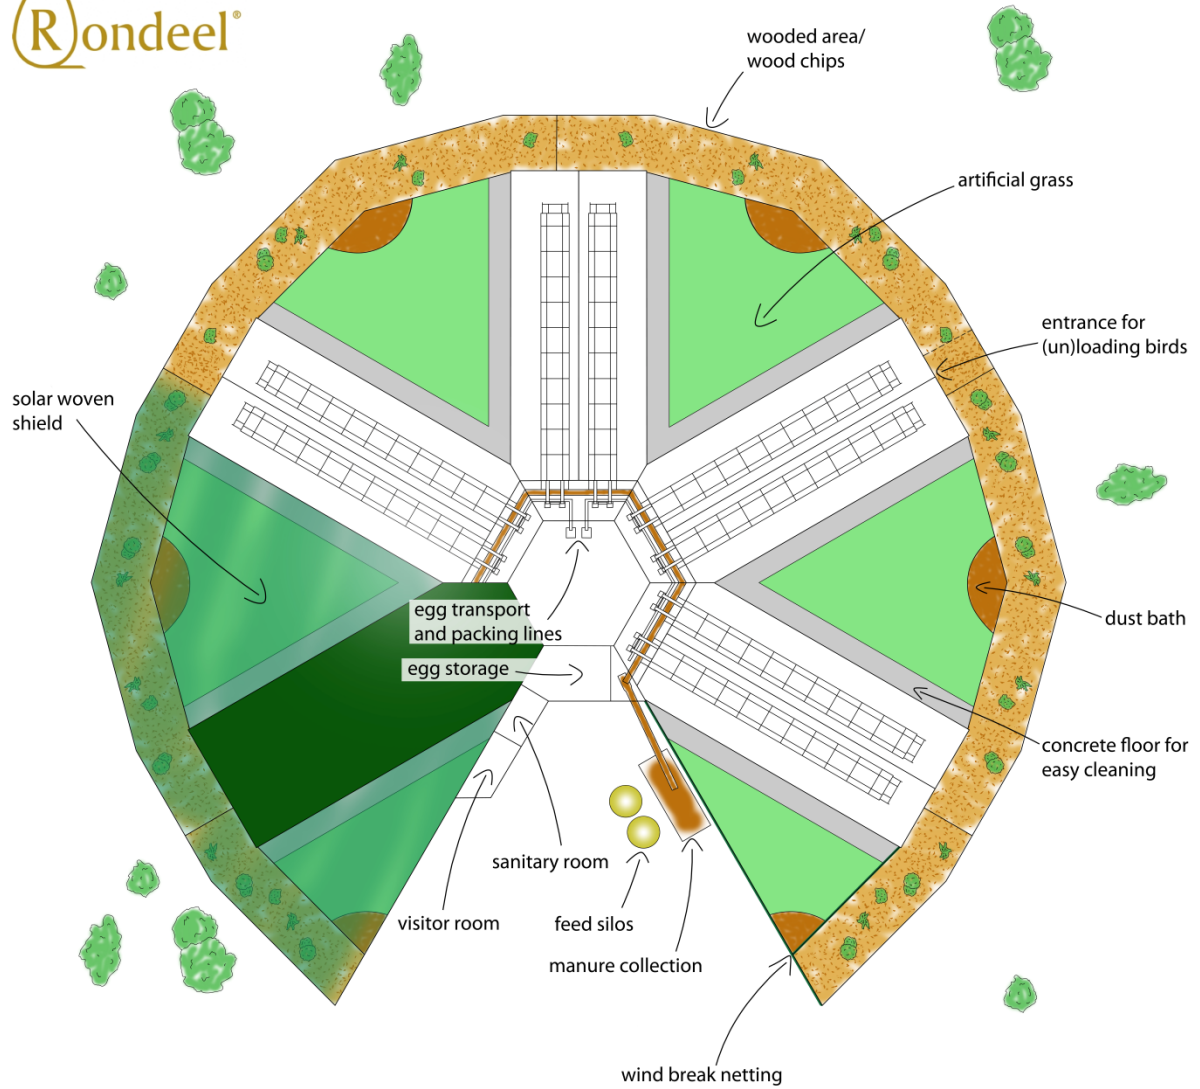 Rondeel®
wooded area/
wood chips
artificial grass
entrance for
(un)loading birds
solar woven
shield
egg transport
and packing lines
dust bath
egg storage
concrete floor for
easy cleaning
sanitary room
visitor room
feed silos
manure collection
wind break netting